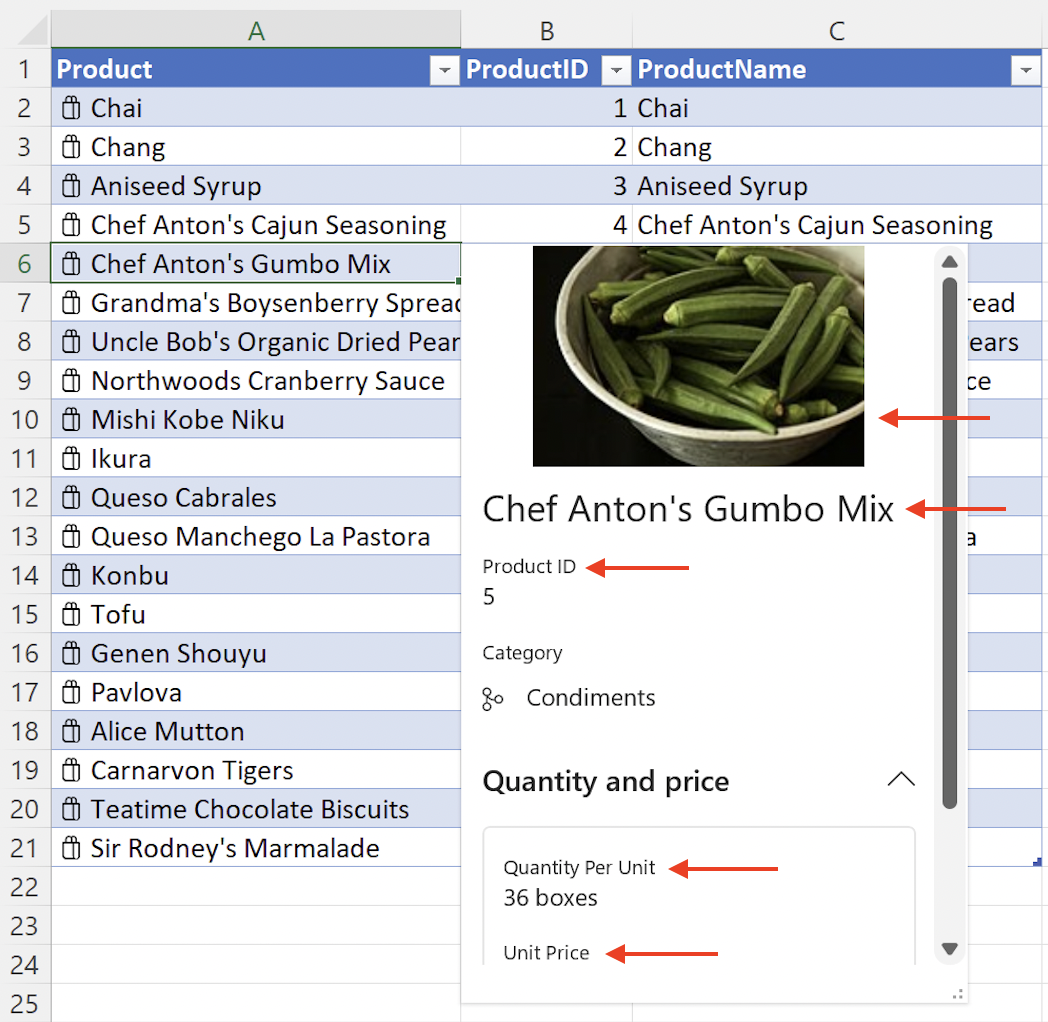 A B C
1 Product ProductID ProductName
2 Chai 1 Chai
3 Chang 2 Chang
4 Aniseed Syrup 3 Aniseed Syrup
5 Chef Anton's Cajun Seasoning 4 Chef Anton's Cajun Seasoning
6 Chef Anton's Gumbo Mix
7 Grandma's Boysenberry Spread read
8 Uncle Bob's Organic Dried Pear ears
9 Northwoods Cranberry Sauce ce
10 Mishi Kobe Niku
11 Ikura
12 Queso Cabrales
13 Queso Manchego La Pastora a
14 Konbu
15 Tofu
16 Genen Shouyu
17 Pavlova
18 Alice Mutton
19 Carnarvon Tigers
20 Teatime Chocolate Biscuits
21 Sir Rodney's Marmalade
22
23
24
25
Chef Anton's Gumbo Mix
Product ID
5
Category
Condiments
Quantity and price
Quantity Per Unit
36 boxes
Unit Price